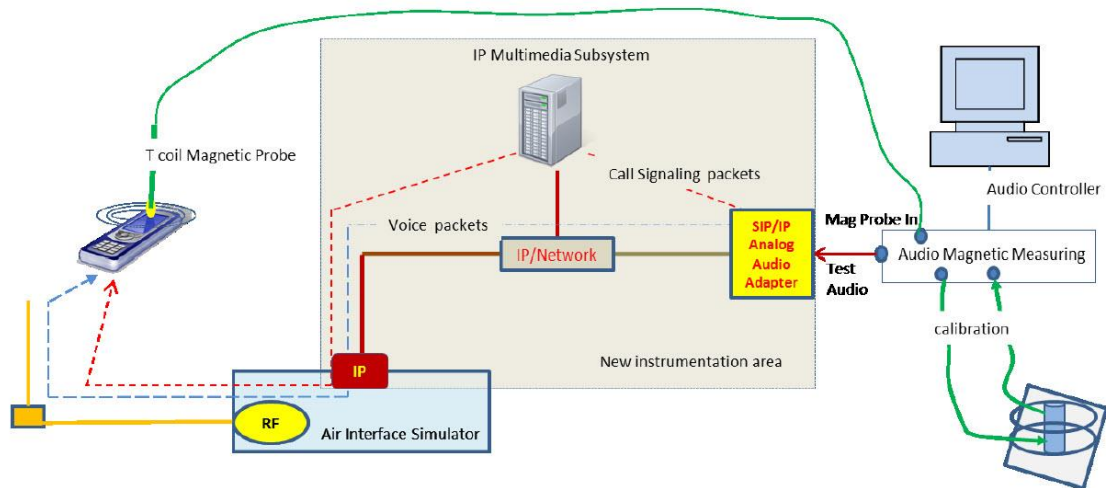 IP Multimedia Subsystem
T coil Magnetic Probe
Call Signaling packets
Audio Controller
Voice packets
IP/Network
SIP/IP
Analog
Audio
Adapter
Mag Probe In
Test
Audio
Audio Magnetic Measuring
calibration
New instrumentation area
IP
RF
Air Interface Simulator